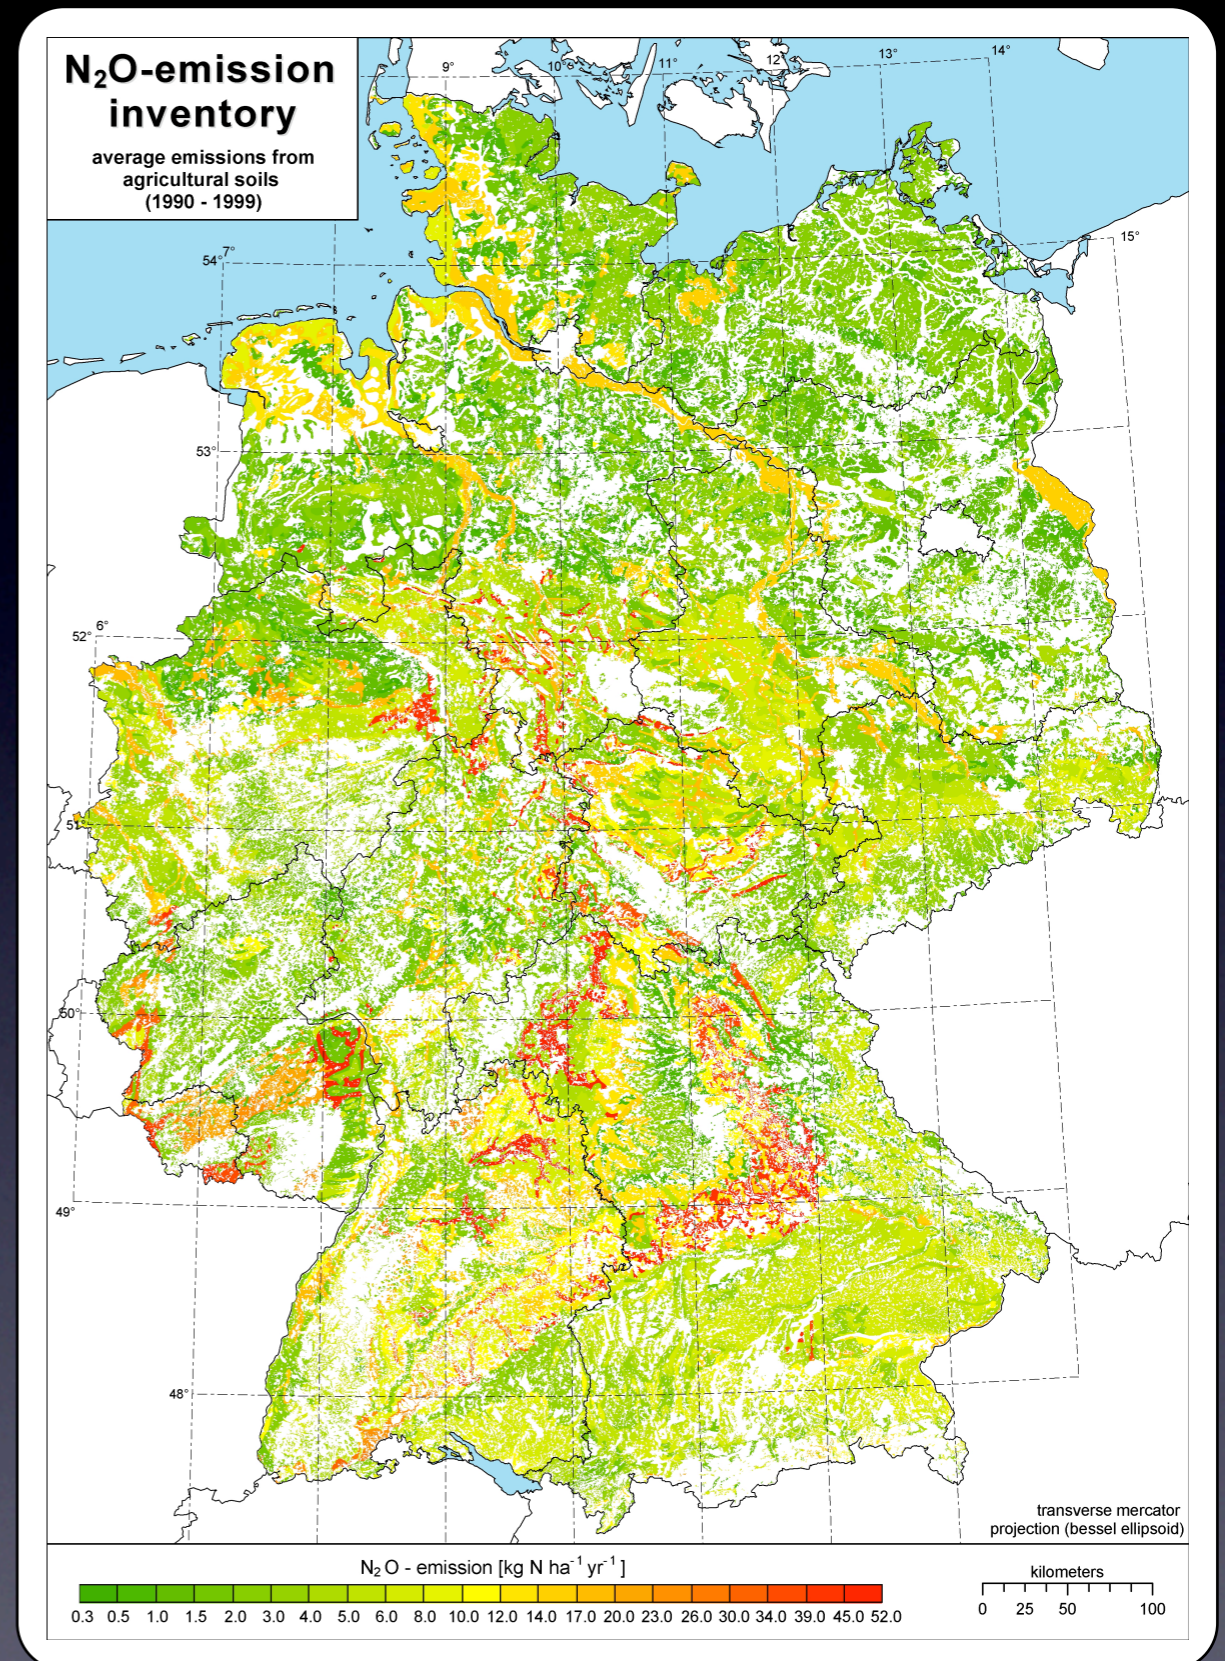 N₂O-emission
inventory
average emissions from
agricultural soils
(1990 - 1999)
9°
10°
11°
12°
13°
14°
15°
7°
54°
53°
6°
52°
51°
50°
49°
48°
transverse mercator
projection (bessel ellipsoid)
N₂ O - emission [kg N ha⁻¹ yr⁻¹ ]
0.3 0.5 1.0 1.5 2.0 3.0 4.0 5.0 6.0 8.0 10.0 12.0 14.0 17.0 20.0 23.0 26.0 30.0 34.0 39.0 45.0 52.0
kilometers
0 25 50 100